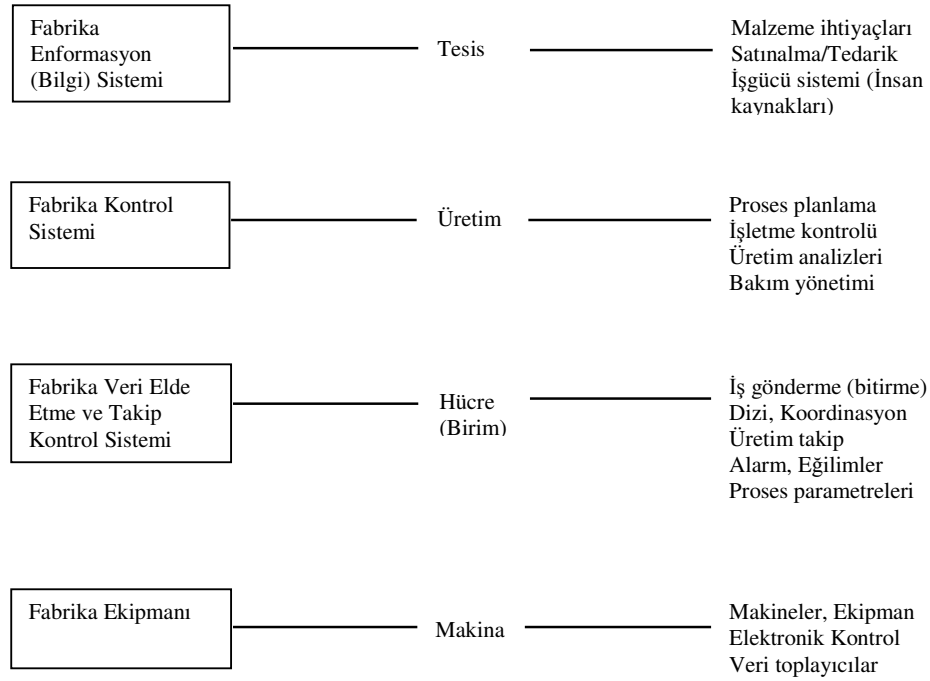 Fabrika
Enformasyon
(Bilgi) Sistemi
Tesis
Malzeme ihtiyaçları
Satınalma/Tedarik
İşgücü sistemi (İnsan
kaynakları)
Fabrika Kontrol
Sistemi
Üretim
Proses planlama
İşletme kontrolü
Üretim analizleri
Bakım yönetimi
Fabrika Veri Elde
Etme ve Takip
Kontrol Sistemi
Hücre
(Birim)
İş gönderme (bitirme)
Dizi, Koordinasyon
Üretim takip
Alarm, Eğilimler
Proses parametreleri
Fabrika Ekipmanı
Makina
Makineler, Ekipman
Elektronik Kontrol
Veri toplayıcılar